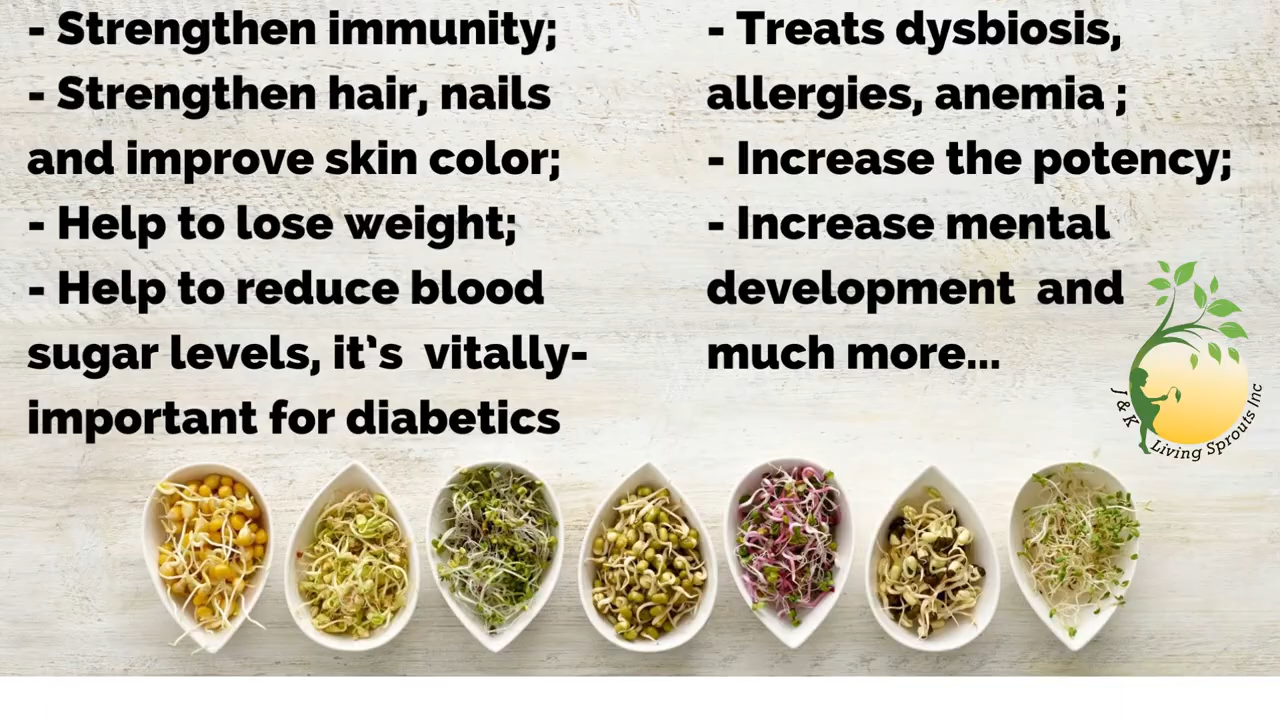 - Strengthen immunity;
- Strengthen hair, nails
and improve skin color;
- Help to lose weight;
- Help to reduce blood
sugar levels, it's  vitally-
important for diabetics
- Treats dysbiosis,
allergies, anemia ;
- Increase the potency;
- Increase mental
development  and
much more...
J & K Living Sprouts Inc